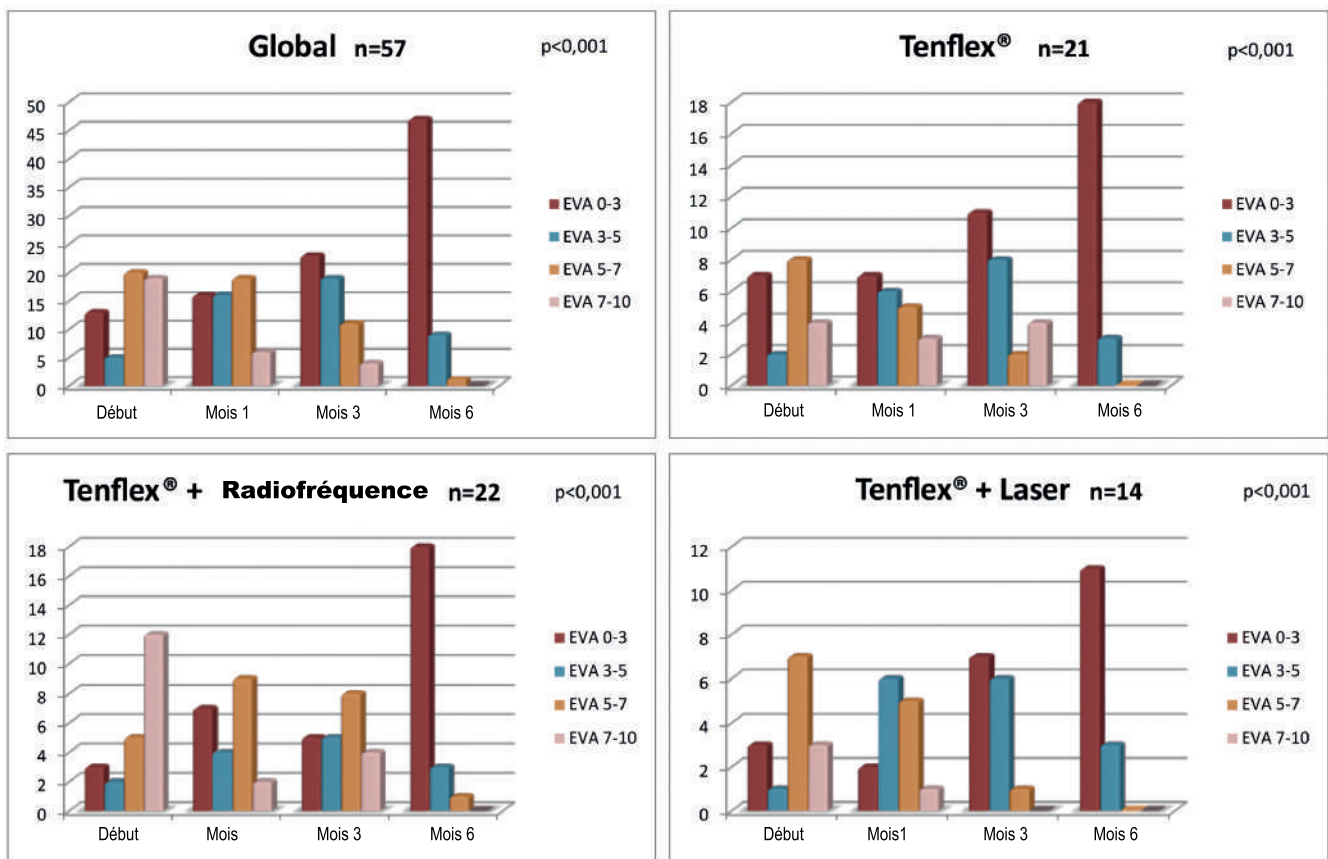 Global n=57 p<0,001
50
45
40
35
30
25
20
15
10
5
0
Début Mois 1 Mois 3 Mois 6
EVA 0-3
EVA 3-5
EVA 5-7
EVA 7-10
Tenflex® n=21 p<0,001
18
16
14
12
10
8
6
4
2
0
Début Mois 1 Mois 3 Mois 6
EVA 0-3
EVA 3-5
EVA 5-7
EVA 7-10
Tenflex® + Radiofréquence n=22 p<0,001
18
16
14
12
10
8
6
4
2
0
Début Mois Mois 3 Mois 6
EVA 0-3
EVA 3-5
EVA 5-7
EVA 7-10
Tenflex® + Laser n=14 p<0,001
12
10
8
6
4
2
0
Début Mois1 Mois 3 Mois 6
EVA 0-3
EVA 3-5
EVA 5-7
EVA 7-10